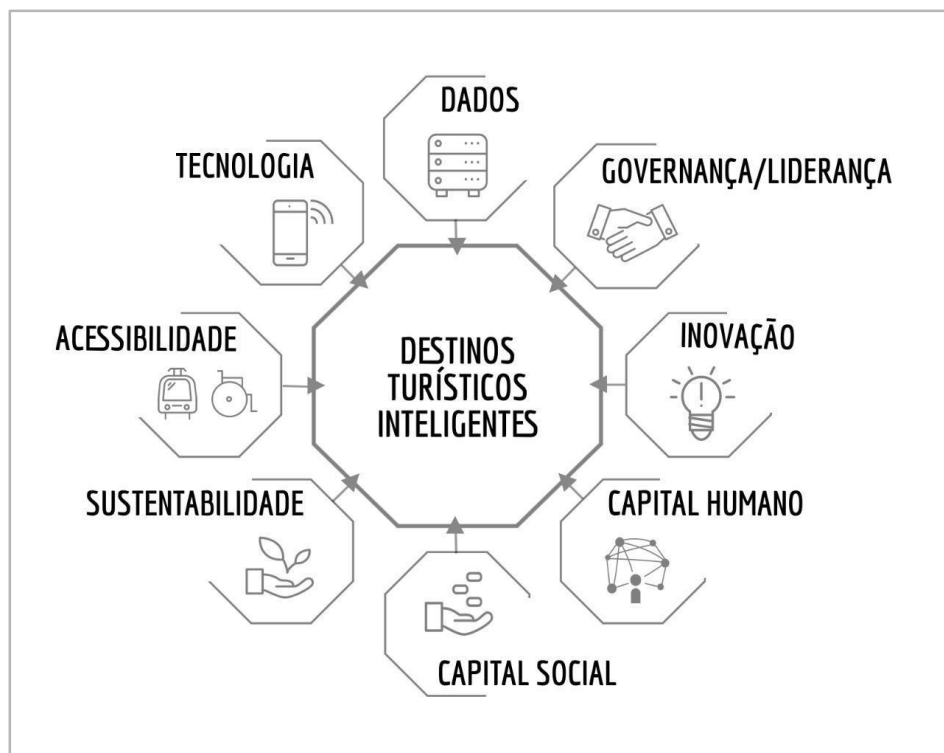 DADOS
TECNOLOGIA
GOVERNANÇA/LIDERANÇA
ACESSIBILIDADE
DESTINOS
TURÍSTICOS
INTELIGENTES
INOVAÇÃO
SUSTENTABILIDADE
CAPITAL HUMANO
CAPITAL SOCIAL